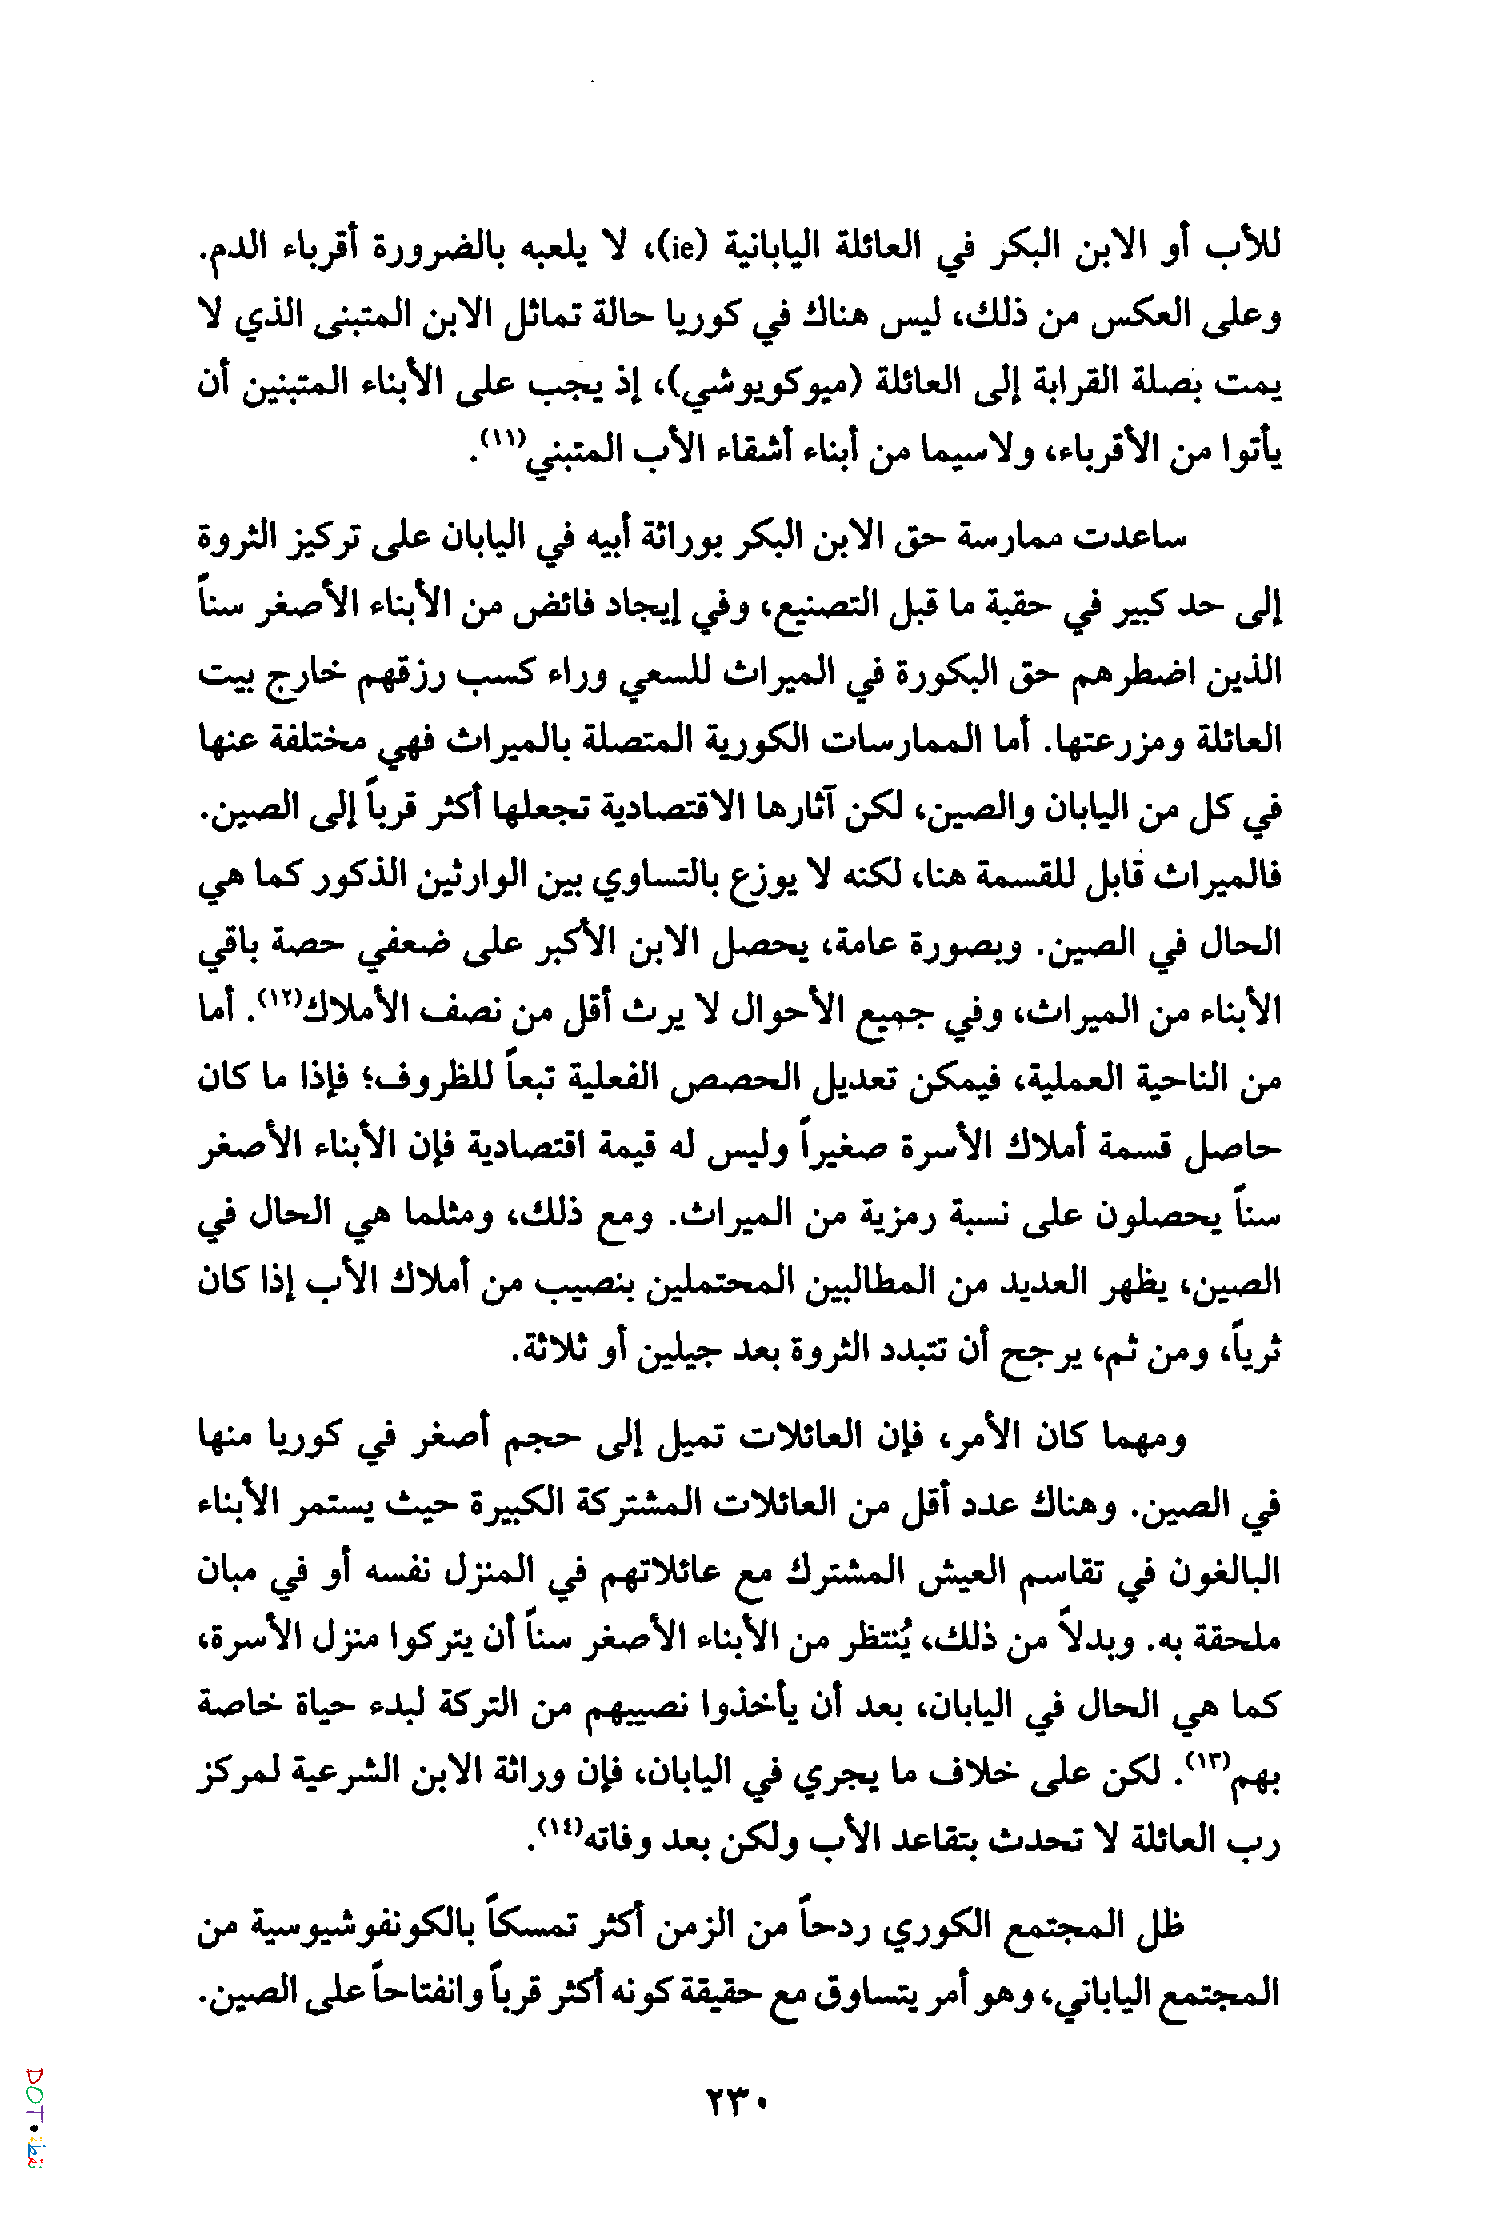 للأب أو الابن البكر في العائلة اليابانية (ie)، لا يلعبه بالضرورة أقرباء الدم.
وعلى العكس من ذلك، ليس هناك في كوريا حالة تماثل الابن المتبنى الذي لا
يمت بصلة القرابة إلى العائلة (ميوكويوشي)، إذ يجب على الأبناء المتبنين أن
يأتوا من الأقرباء، ولاسيما من أبناء أشقاء الأب المتبني(١١).
ساعدت ممارسة حق الابن البكر بوراثة أبيه في اليابان على تركيز الثروة
إلى حد كبير في حقبة ما قبل التصنيع، وفي إيجاد فائض من الأبناء الأصغر سناً
الذين اضطرهم حق البكورة في الميراث للسعي وراء كسب رزقهم خارج بيت
العائلة ومزرعتها. أما الممارسات الكورية المتصلة بالميراث فهي مختلفة عنها
في كل من اليابان والصين، لكن آثارها الاقتصادية تجعلها أكثر قرباً إلى الصين.
فالميراث قابل للقسمة هنا، لكنه لا يوزع بالتساوي بين الوارثين الذكور كما هي
الحال في الصين. وبصورة عامة، يحصل الابن الأكبر على ضعفي حصة باقي
الأبناء من الميراث، وفي جميع الأحوال لا يرث أقل من نصف الأملاك(١٢). أما
من الناحية العملية، فيمكن تعديل الحصص الفعلية تبعاً للظروف؛ فإذا ما كان
حاصل قسمة أملاك الأسرة صغيراً وليس له قيمة اقتصادية فإن الأبناء الأصغر
سناً يحصلون على نسبة رمزية من الميراث. ومع ذلك، ومثلما هي الحال في
الصين، يظهر العديد من المطالبين المحتملين بنصيب من أملاك الأب إذا كان
ثرياً، ومن ثم، يرجح أن تتبدد الثروة بعد جيلين أو ثلاثة.
ومهما كان الأمر، فإن العائلات تميل إلى حجم أصغر في كوريا منها
في الصين. وهناك عدد أقل من العائلات المشتركة الكبيرة حيث يستمر الأبناء
البالغون في تقاسم العيش المشترك مع عائلاتهم في المنزل نفسه أو في مبان
ملحقة به. وبدلاً من ذلك، يُنتظر من الأبناء الأصغر سناً أن يتركوا منزل الأسرة،
كما هي الحال في اليابان، بعد أن يأخذوا نصيبهم من التركة لبدء حياة خاصة
بهم(١٣). لكن على خلاف ما يجري في اليابان، فإن وراثة الابن الشرعية لمركز
رب العائلة لا تحدث بتقاعد الأب ولكن بعد وفاته(١٤).
ظل المجتمع الكوري ردحاً من الزمن أكثر تمسكاً بالكونفوشيوسية من
المجتمع الياباني، وهو أمر يتساوق مع حقيقة كونه أكثر قرباً وانفتاحاً على الصين.
٢٣٠
DOT.نقطة